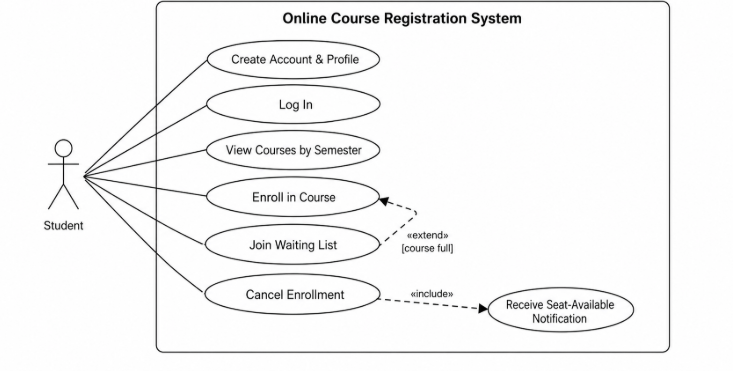 Online Course Registration System
Create Account & Profile
Log In
View Courses by Semester
Enroll in Course
Student
«extend»
[course full]
Join Waiting List
Cancel Enrollment
«include»
Receive Seat-Available
Notification